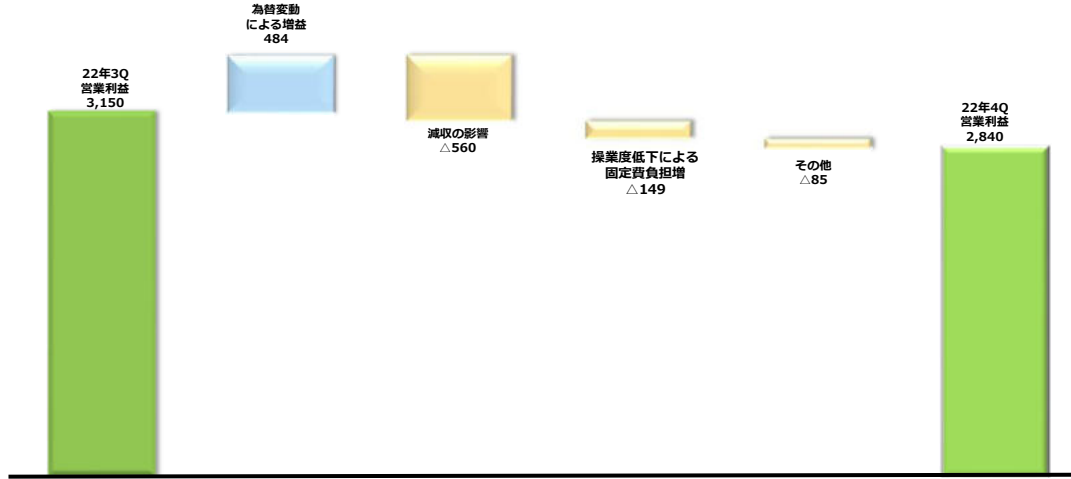 22年3Q
営業利益
3,150
為替変動
による増益
484
減収の影響
△560
操業度低下による
固定費負担増
△149
その他
△85
22年4Q
営業利益
2,840